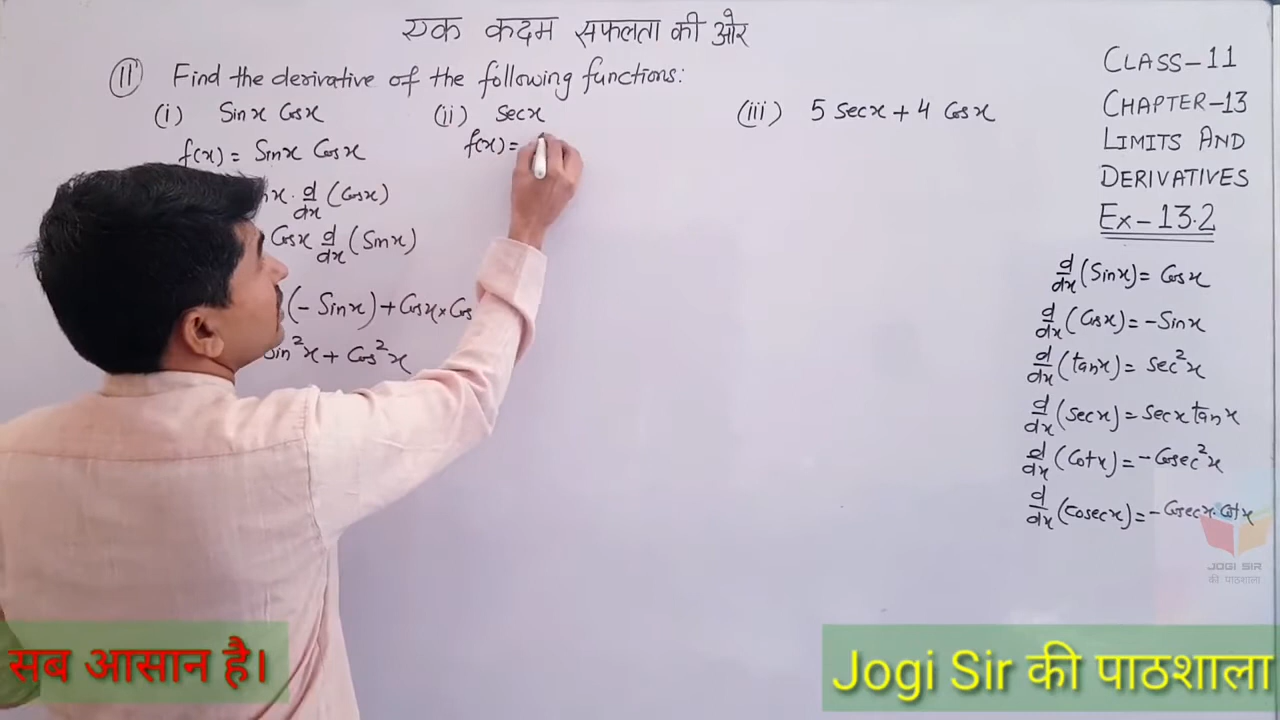 एक कदम सफलता की ओर
11 Find the derivative of the following functions:
(i) Sinx Cosx
f(x) = Sinx Cosx
d/dx (Cosx)
Cosx d/dx (Sinx)
(- Sinx) + Cosx × Cos
Sin²x + Cos²x
(ii) Secx
f(x) =
(iii) 5 Secx + 4 Cosx
CLASS-11
CHAPTER-13
LIMITS AND
DERIVATIVES
Ex-13.2
d/dx (Sinx) = Cosx
d/dx (Cosx) = -Sinx
d/dx (tanx) = Sec²x
d/dx (secx) = Secx tanx
d/dx (Cotx) = -Cosec²x
d/dx (cosecx) = -Cosecx.Cotx
JOGI SIR
की पाठशाला
सब आसान है।
Jogi Sir की पाठशाला